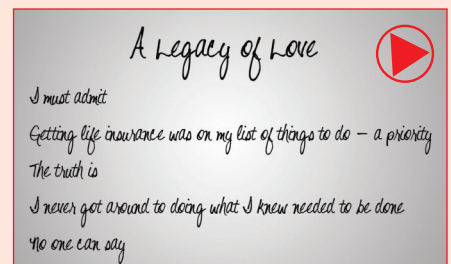 A Legacy of Love
I must admit
Getting life insurance was on my list of things to do – a priority
The truth is
I never got around to doing what I knew needed to be done
No one can say